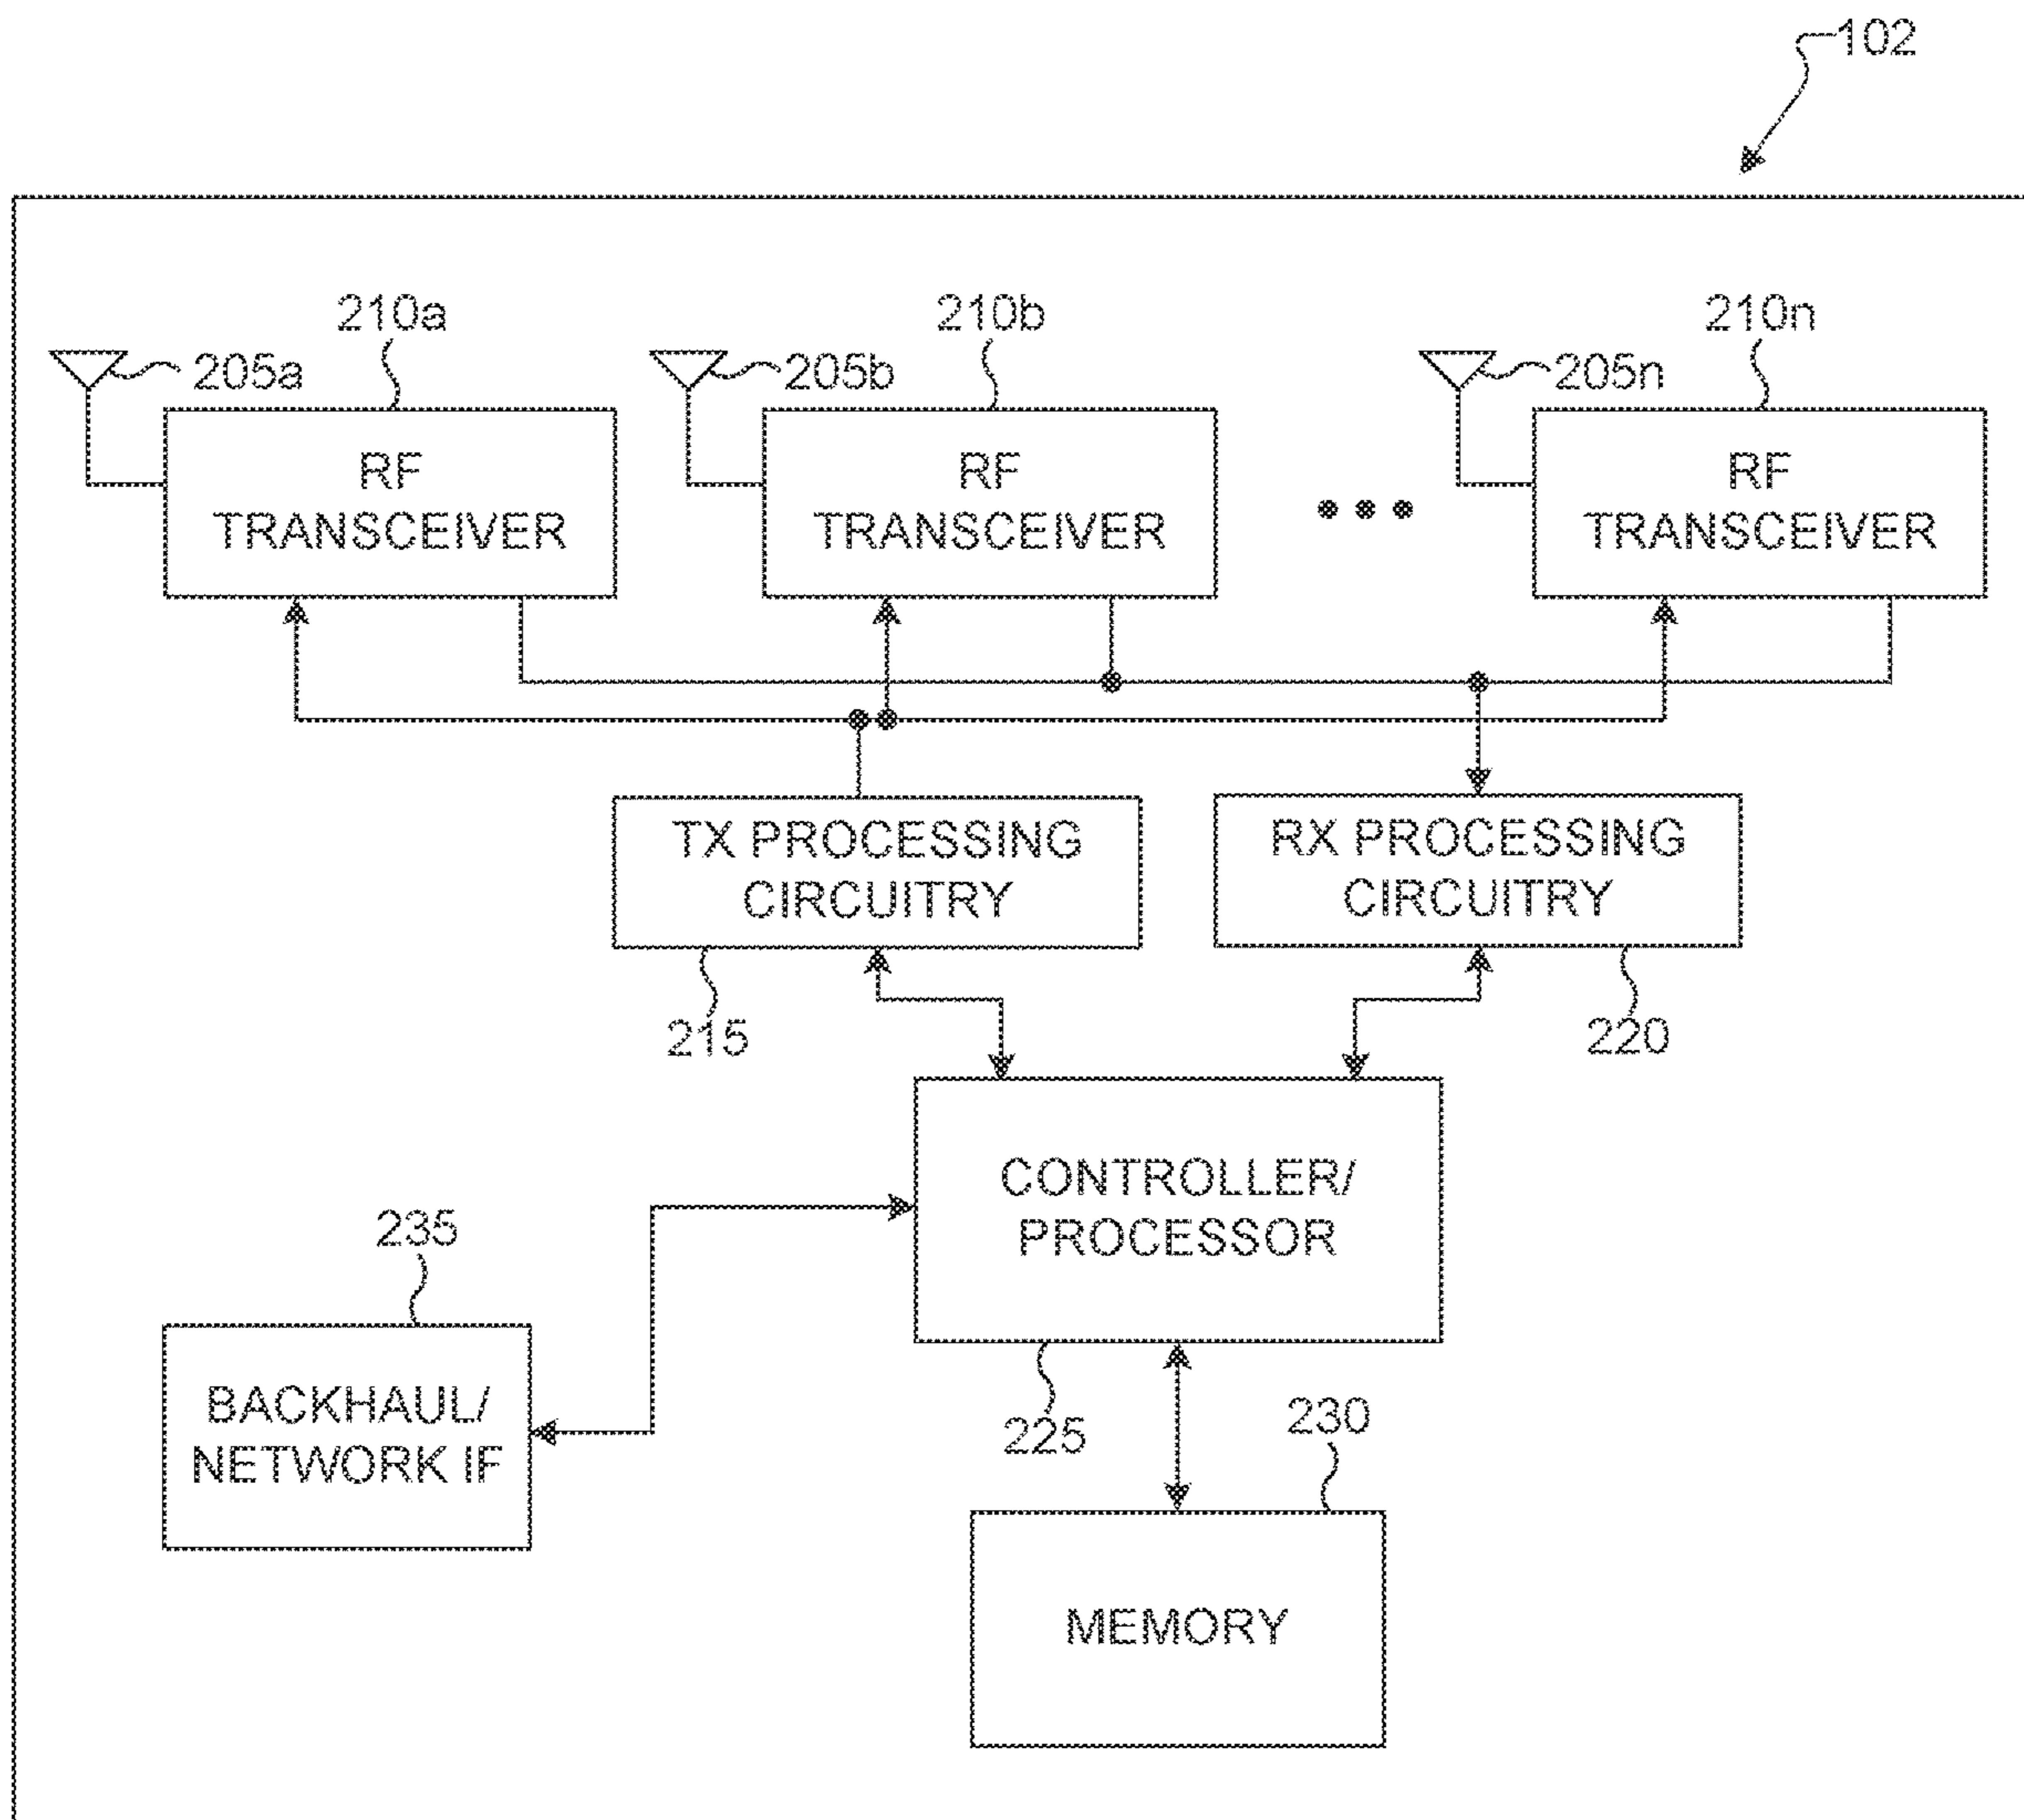 102
210a
210b
210n
205a
205b
205n
RF
TRANSCEIVER
RF
TRANSCEIVER
RF
TRANSCEIVER
TX PROCESSING
CIRCUITRY
RX PROCESSING
CIRCUITRY
215
220
CONTROLLER/
PROCESSOR
235
BACKHAUL/
NETWORK IF
225
230
MEMORY